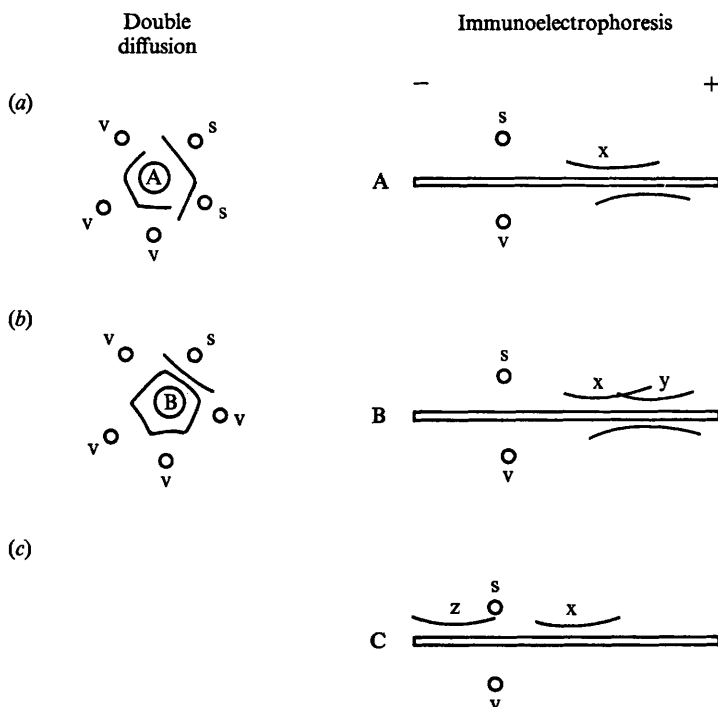 Double
diffusion
Immunoelectrophoresis
(a)
v
s
A
v
s
v
− +
s
x
A
v
(b)
v
s
B
v
v
v
s
x y
B
v
(c)
s
z x
C
v